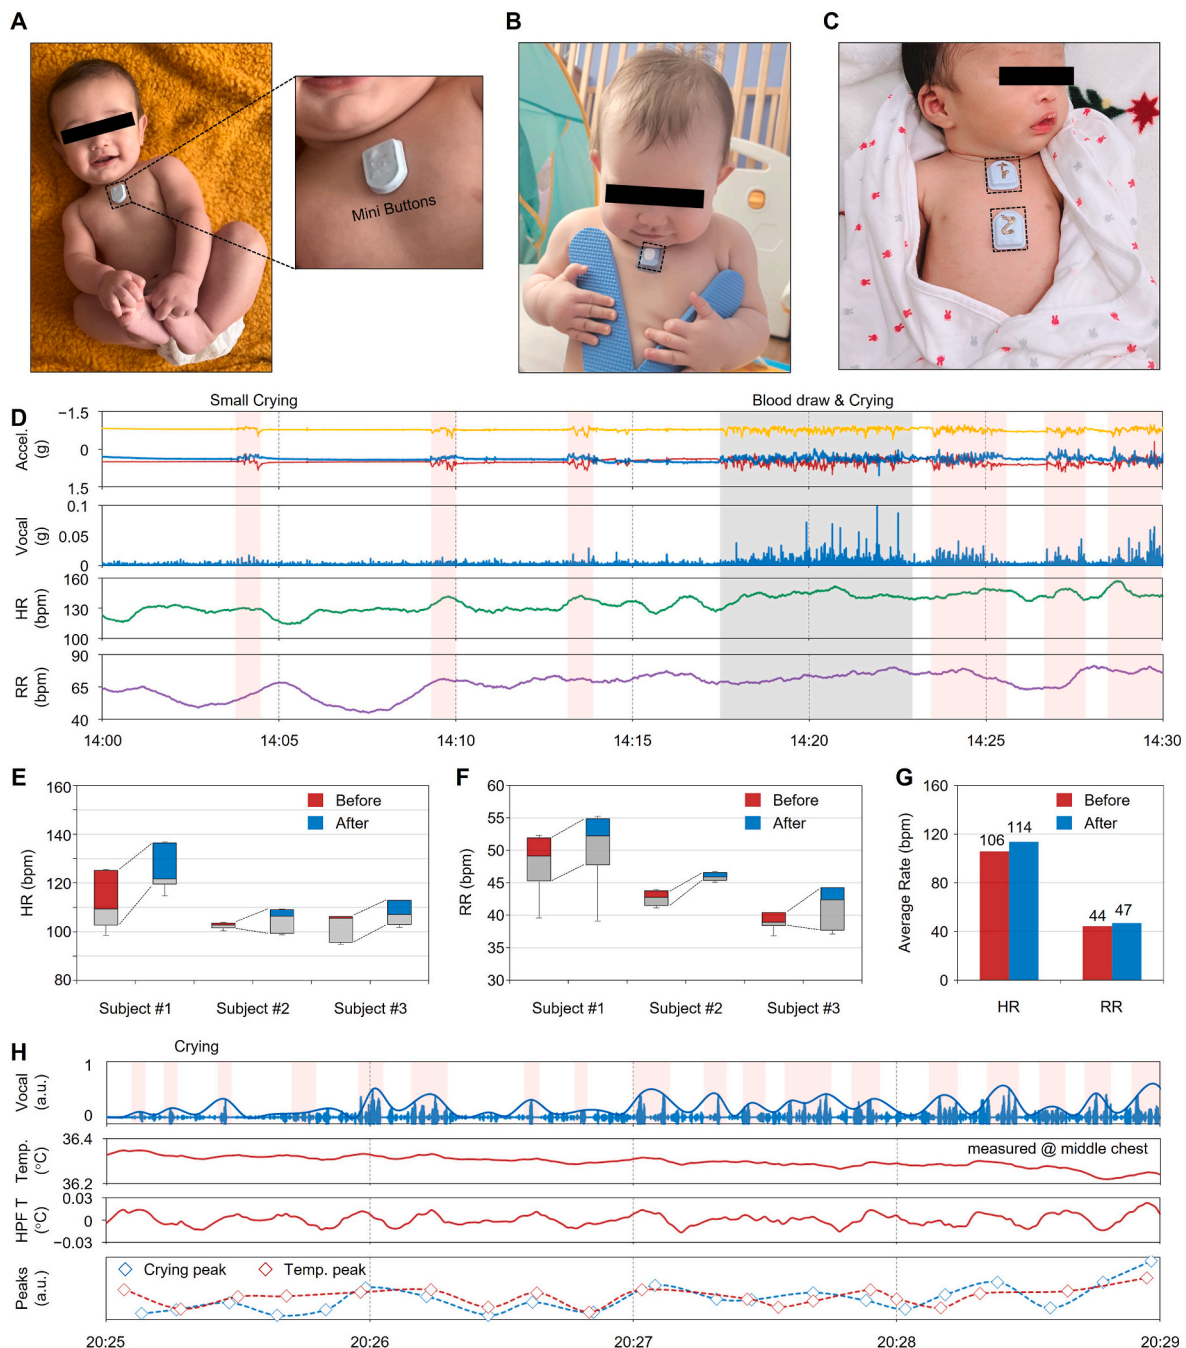 A
B
C
Mini Buttons
D
Small Crying
Blood draw & Crying
Accel. (g)
−1.5
0
1.5
Vocal (g)
0.1
0.05
0
HR (bpm)
160
130
100
RR (bpm)
90
65
40
14:00 14:05 14:10 14:15 14:20 14:25 14:30
E
HR (bpm)
160
140
120
100
80
Before
After
Subject #1 Subject #2 Subject #3
F
RR (bpm)
60
55
50
45
40
35
30
Before
After
Subject #1 Subject #2 Subject #3
G
Average Rate (bpm)
160
120
80
40
0
Before
After
106 114
44 47
HR RR
H
Crying
Vocal (a.u.)
1
0
Temp. (°C)
36.4
36.2
measured @ middle chest
HPF T (°C)
0.03
0
−0.03
Peaks (a.u.)
Crying peak Temp. peak
20:25 20:26 20:27 20:28 20:29